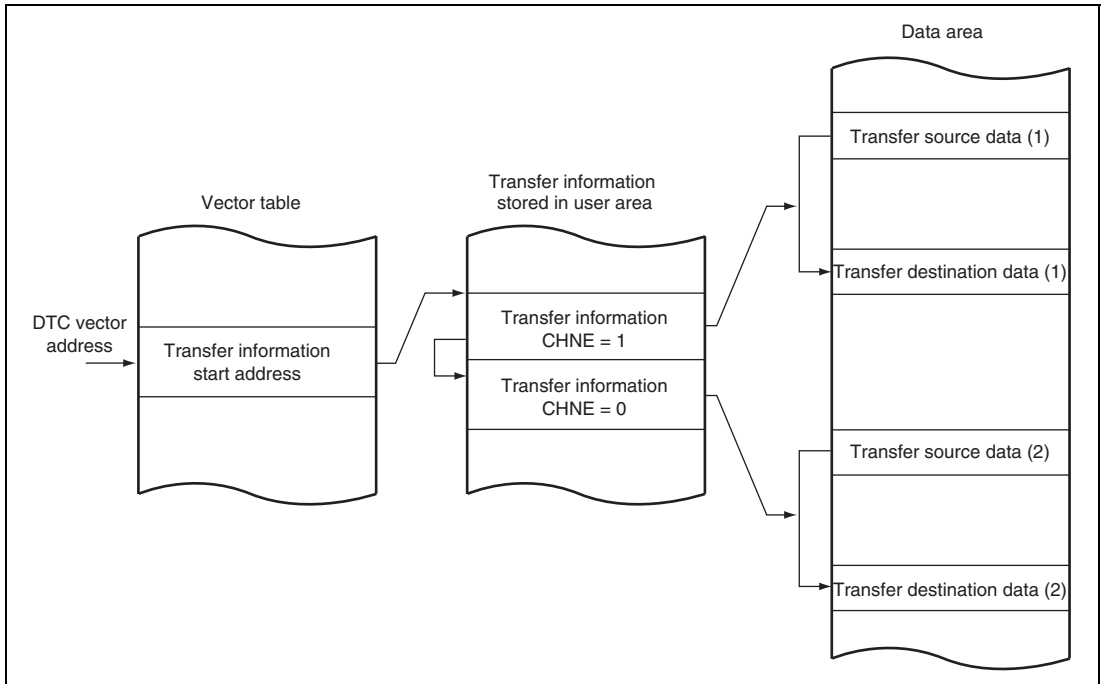 Data area
Transfer source data (1)
Transfer information
stored in user area
Vector table
Transfer destination data (1)
DTC vector
address
Transfer information
start address
Transfer information
CHNE = 1
Transfer information
CHNE = 0
Transfer source data (2)
Transfer destination data (2)